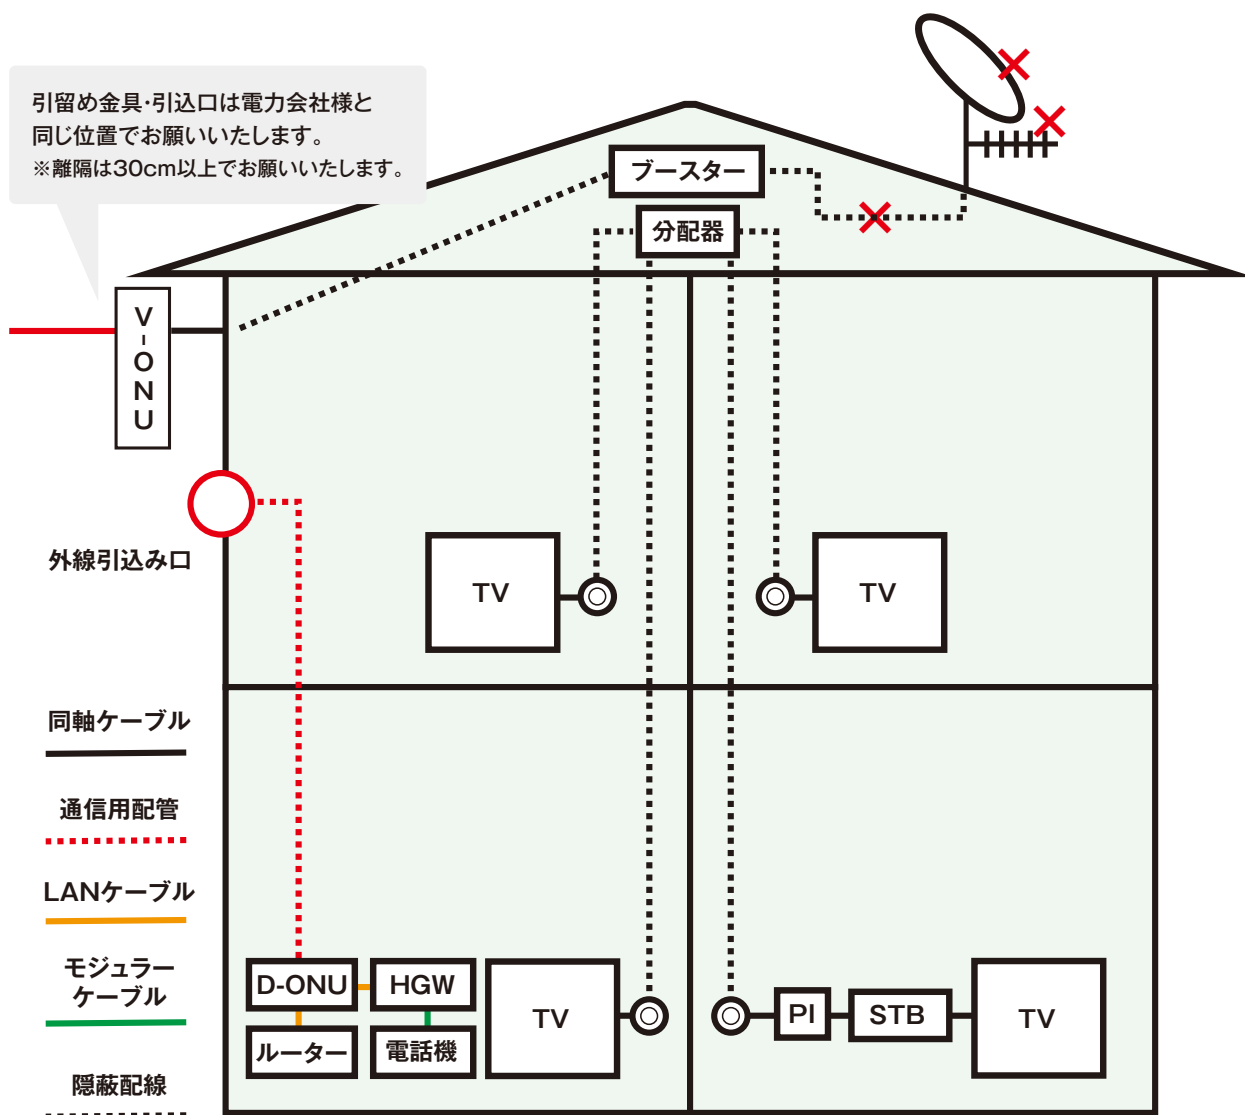 引留め金具・引込口は電力会社様と
同じ位置でお願いいたします。
※離隔は30cm以上でお願いいたします。
ブースター
分配器
V-ONU
外線引込み口
TV
TV
同軸ケーブル
通信用配管
LANケーブル
モジュラー
ケーブル
隠蔽配線
D-ONU
HGW
ルーター
電話機
TV
PI
STB
TV